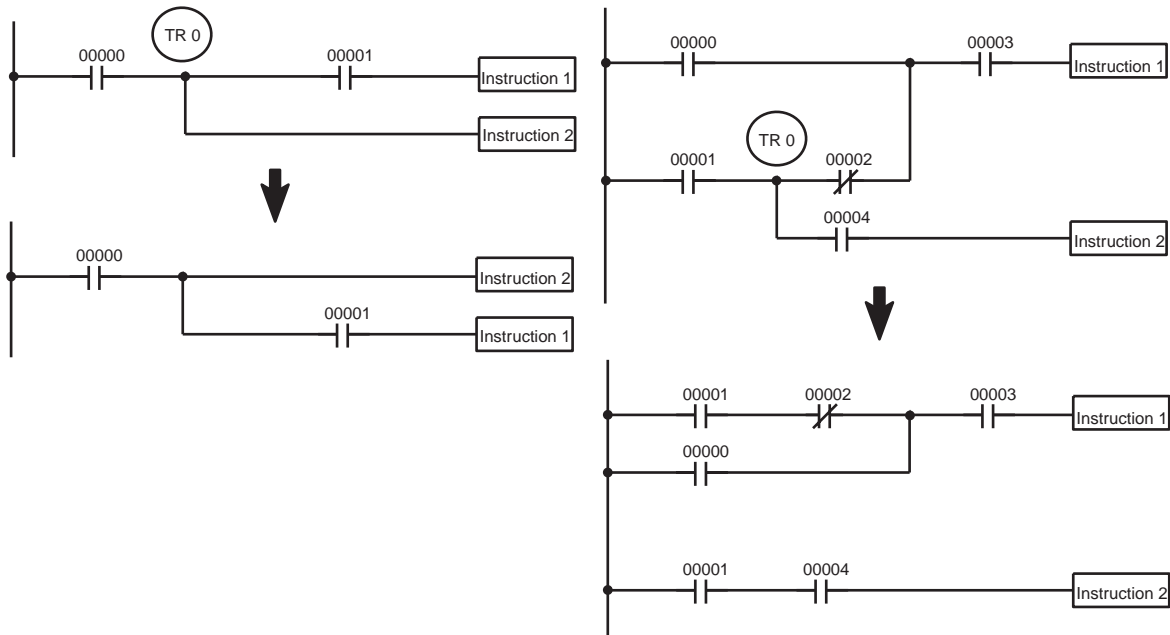 TR 0
00000
00001
Instruction 1
Instruction 2
00000
Instruction 2
00001
Instruction 1
00000
00003
Instruction 1
TR 0
00001
00002
00004
Instruction 2
00001
00002
00003
Instruction 1
00000
00001
00004
Instruction 2